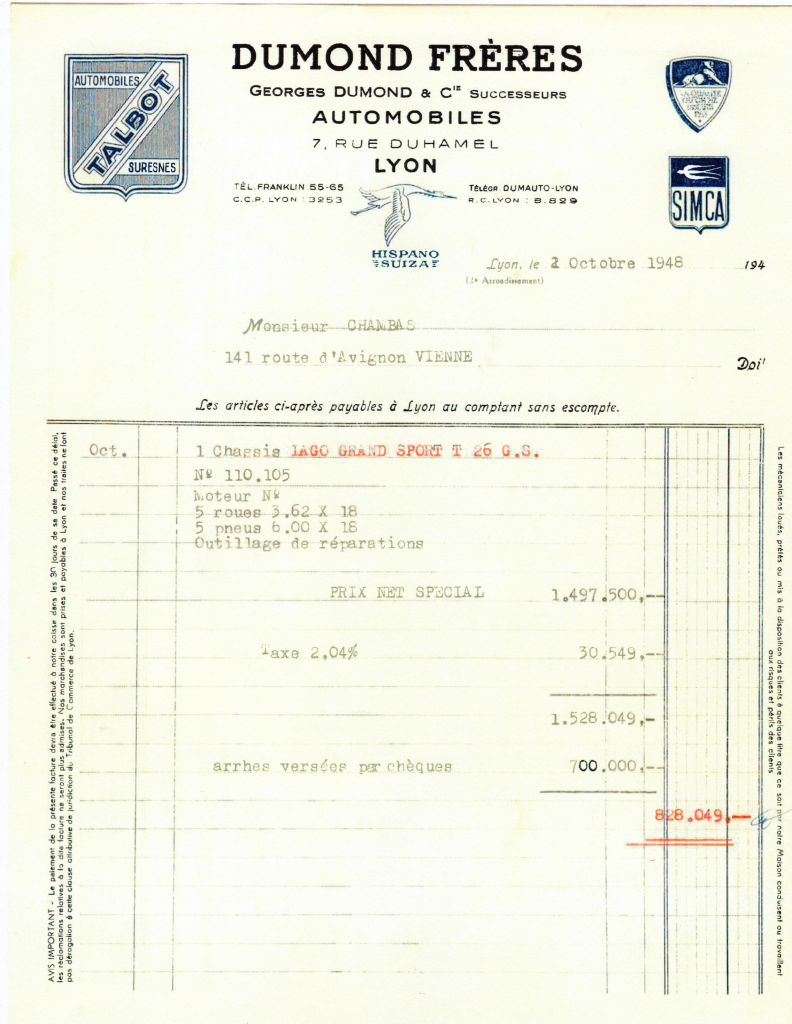 DUMOND FRÈRES
GEORGES DUMOND & Cie SUCCESSEURS
AUTOMOBILES
7, RUE DUHAMEL
LYON
AUTOMOBILES
TALBOT
SURESNES
TÉL. FRANKLIN 55-65
C.C.P. LYON : 3253
TÉLÉGR. DUMAUTO-LYON
R.C. LYON : B.829
HISPANO
SUIZA
SIMCA
Lyon, le 2 Octobre 1948 194
(2e Arrondissement)
Monsieur CHAMBAS
141 route d'Avignon VIENNE
Doit
Les articles ci-après payables à Lyon au comptant sans escompte.
Oct. 1 Chassis LAGO GRAND SPORT T 26 G.S.
Nº 110.105
Moteur Nº
5 roues 3.62 X 18
5 pneus 6.00 X 18
Outillage de réparations
PRIX NET SPECIAL 1.497.500,--
Taxe 2,04% 30.549,--
1.528.049,-
arrhes versées par chèques 700.000,--
828.049,--
AVIS IMPORTANT - Le paiement de la présente facture devra être effectué à notre caisse dans les 30 jours de sa date. Passé ce délai,
les réclamations relatives à la dite facture ne seront plus admises. Nos marchandises sont prises et payables à Lyon et nos traites ne font
pas dérogation à cette clause attributive de juridiction du Tribunal de Commerce de Lyon.
Les mécaniciens loués, prêtés ou mis à la disposition des clients à quelque titre que ce soit par notre Maison conduisent ou travaillent
aux risques et périls des clients